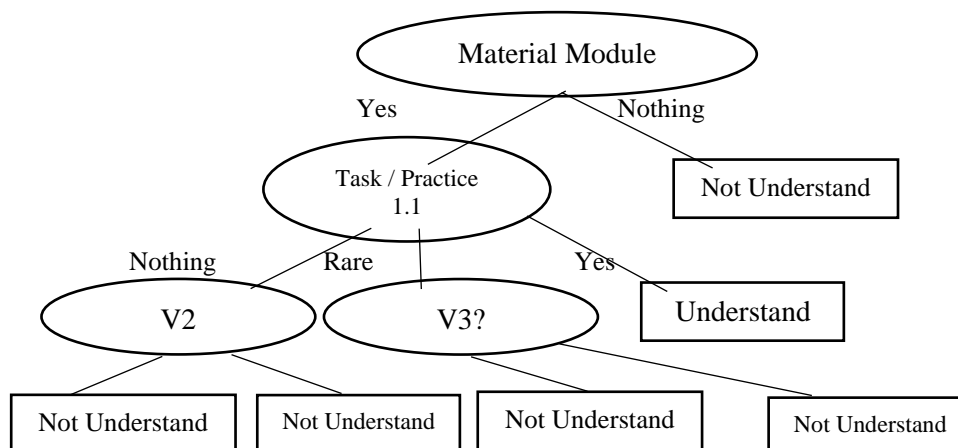 Material Module
Yes
Nothing
Task / Practice
1.1
Not Understand
Nothing
Rare
Yes
V2
V3?
Understand
Not Understand
Not Understand
Not Understand
Not Understand